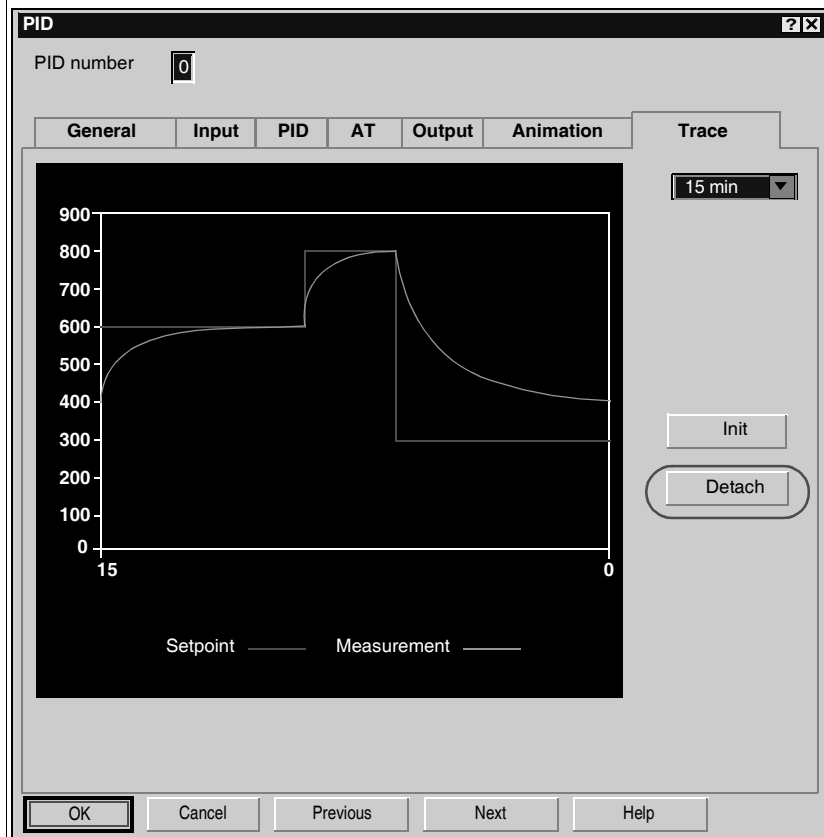 PID
? X
PID number 0
General Input PID AT Output Animation Trace
15 min
900
800
700
600
500
400
300
200
100
0
15 0
Setpoint Measurement
Init
Detach
OK Cancel Previous Next Help